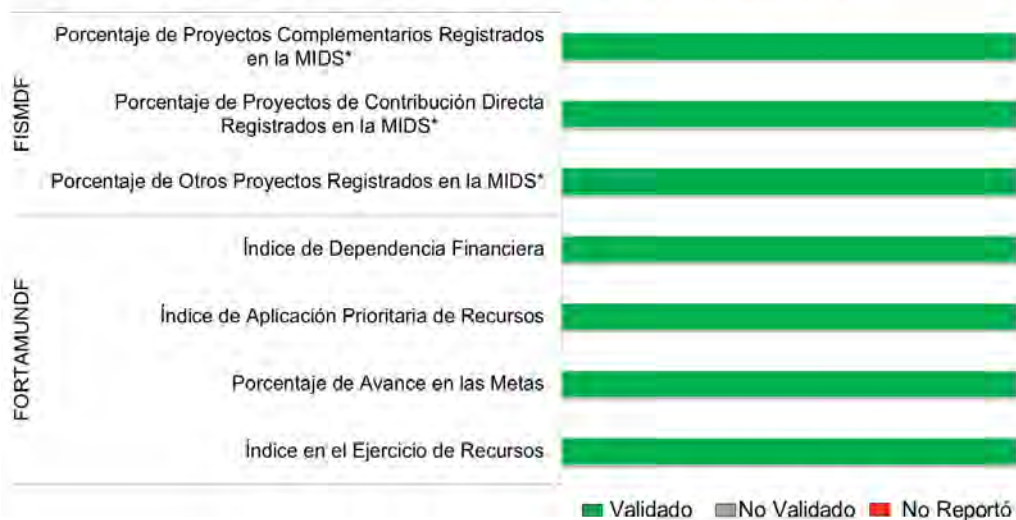 FISMDF
Porcentaje de Proyectos Complementarios Registrados
en la MIDS*
Porcentaje de Proyectos de Contribución Directa
Registrados en la MIDS*
Porcentaje de Otros Proyectos Registrados en la MIDS*
FORTAMUNDF
Índice de Dependencia Financiera
Índice de Aplicación Prioritaria de Recursos
Porcentaje de Avance en las Metas
Índice en el Ejercicio de Recursos
Validado No Validado No Reportó